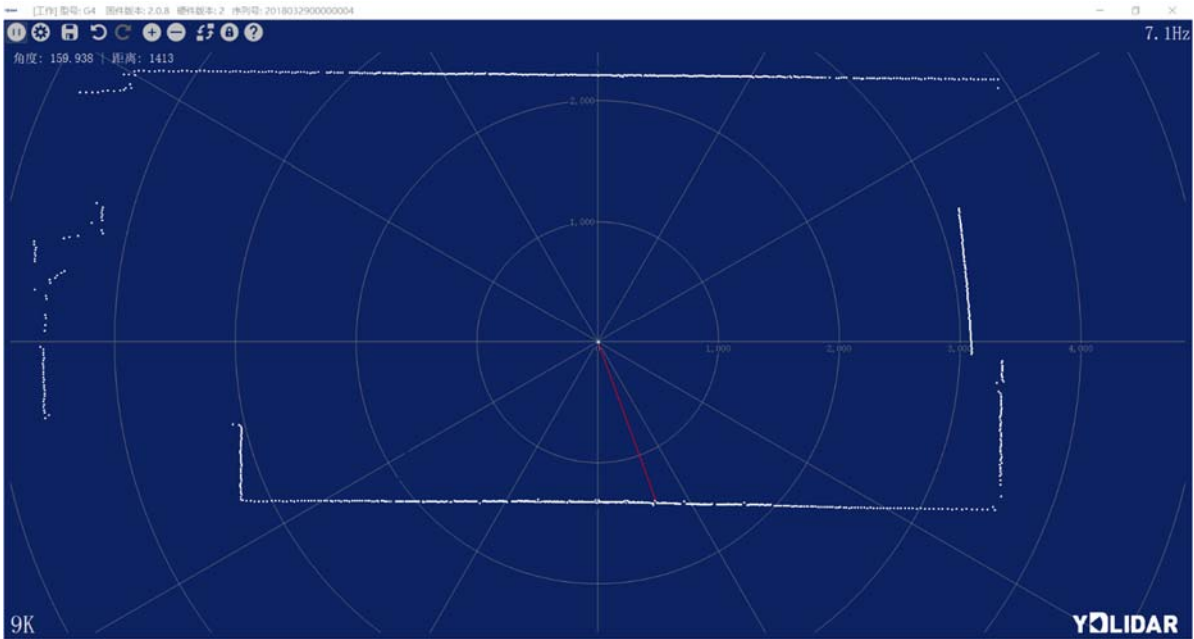 [工作] 型号: G4 固件版本: 2.0.8 硬件版本: 2 序列号: 2018032900000004
7.1Hz
角度: 159.938 | 距离: 1413
2,000
1,000
1,000 2,000 3,000 4,000
9K
YDLIDAR